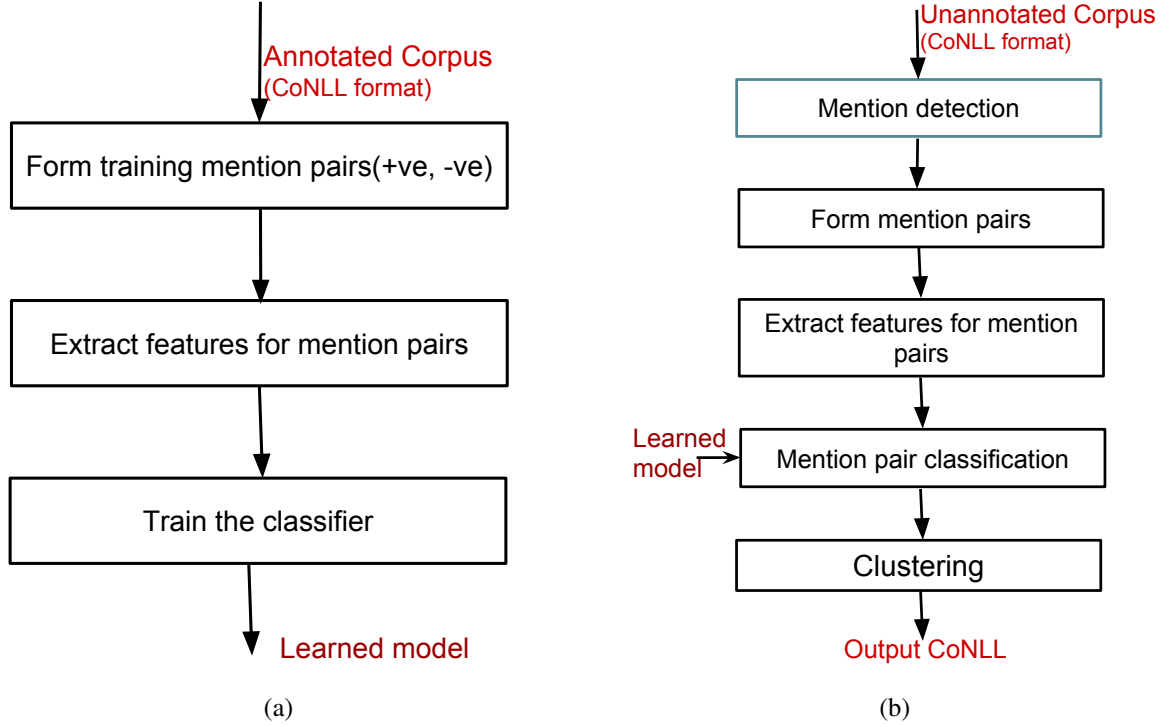 Annotated Corpus
(CoNLL format)
Form training mention pairs(+ve, -ve)
Extract features for mention pairs
Train the classifier
Learned model
(a)
Unannotated Corpus
(CoNLL format)
Mention detection
Form mention pairs
Extract features for mention
pairs
Learned
model
Mention pair classification
Clustering
Output CoNLL
(b)